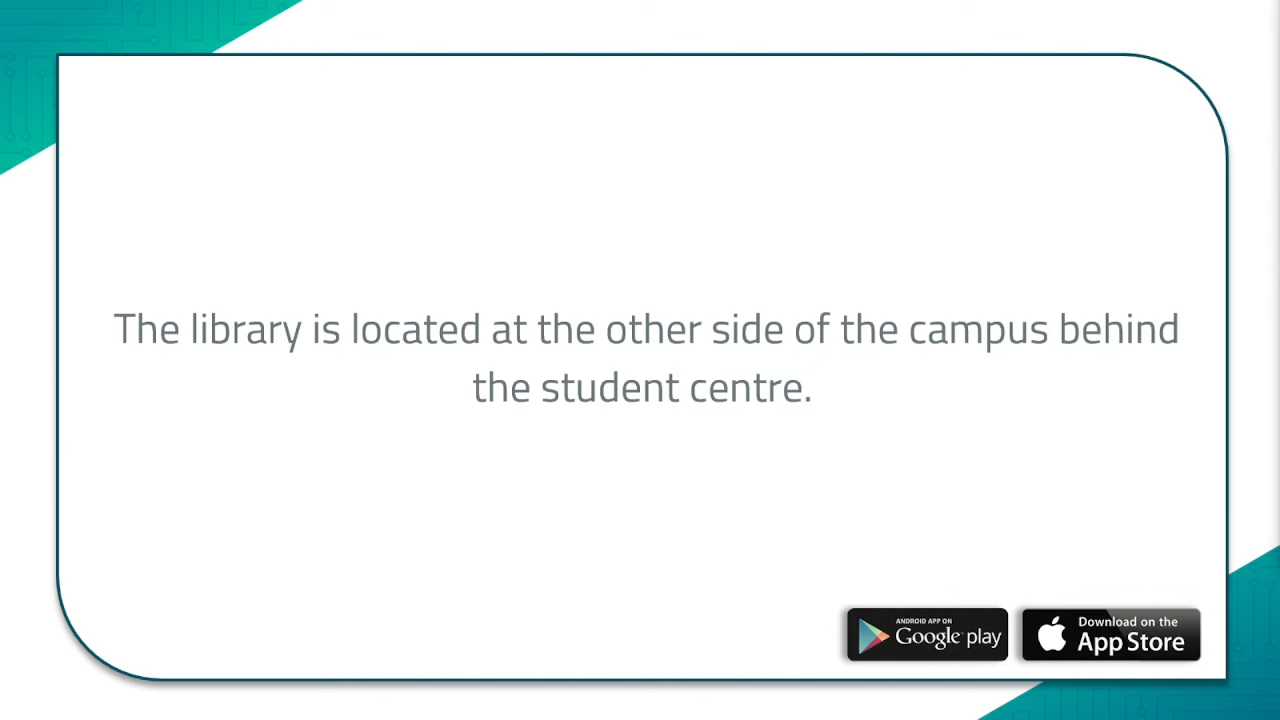 The library is located at the other side of the campus behind
the student centre.
ANDROID APP ON
Google play
Download on the
App Store